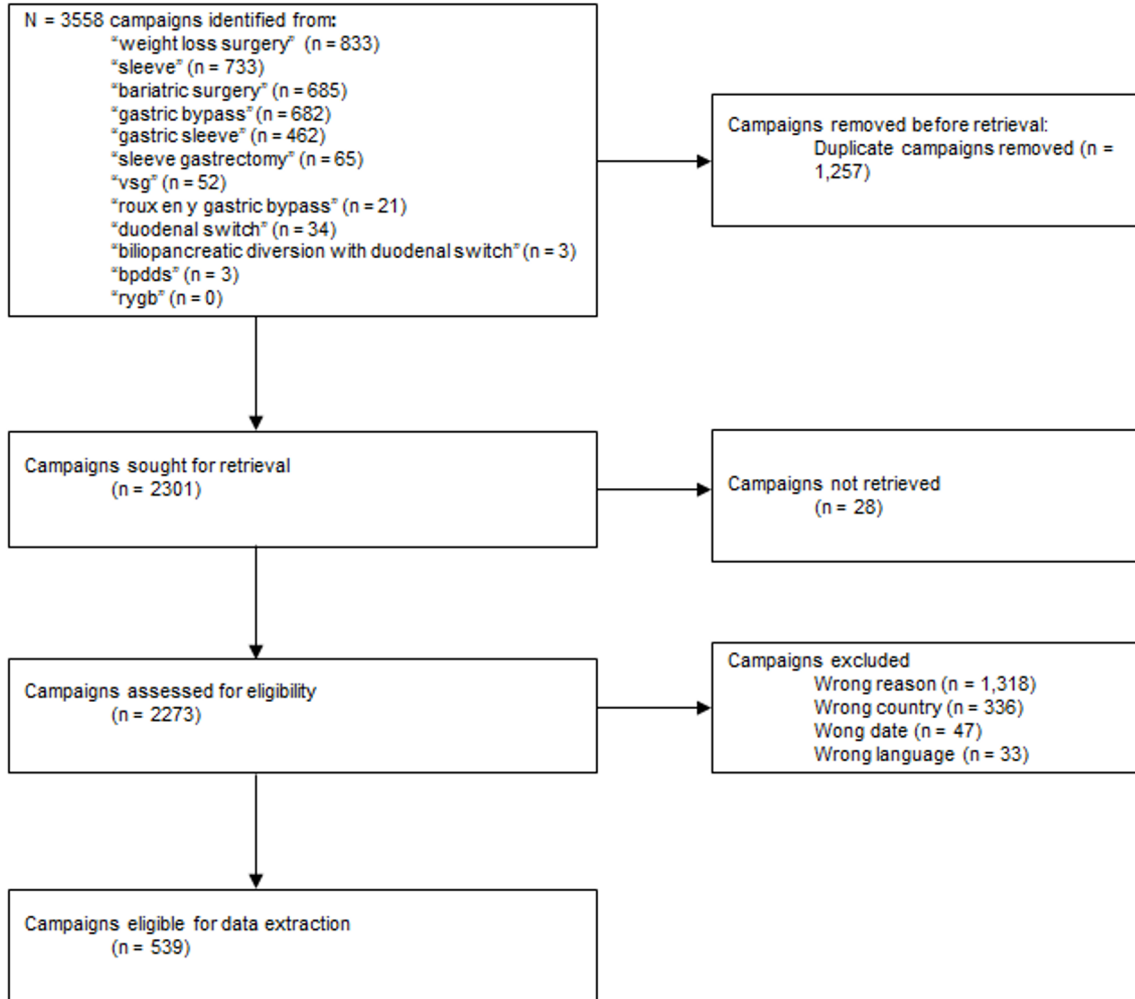 N = 3558 campaigns identified from:
“weight loss surgery” (n = 833)
“sleeve” (n = 733)
“bariatric surgery” (n = 685)
“gastric bypass” (n = 682)
“gastric sleeve” (n = 462)
“sleeve gastrectomy” (n = 65)
“vsg” (n = 52)
“roux en y gastric bypass” (n = 21)
“duodenal switch” (n = 34)
“biliopancreatic diversion with duodenal switch” (n = 3)
“bpdds” (n = 3)
“rygb” (n = 0)
Campaigns removed before retrieval:
Duplicate campaigns removed (n =
1,257)
Campaigns sought for retrieval
(n = 2301)
Campaigns not retrieved
(n = 28)
Campaigns assessed for eligibility
(n = 2273)
Campaigns excluded
Wrong reason (n = 1,318)
Wrong country (n = 336)
Wong date (n = 47)
Wrong language (n = 33)
Campaigns eligible for data extraction
(n = 539)